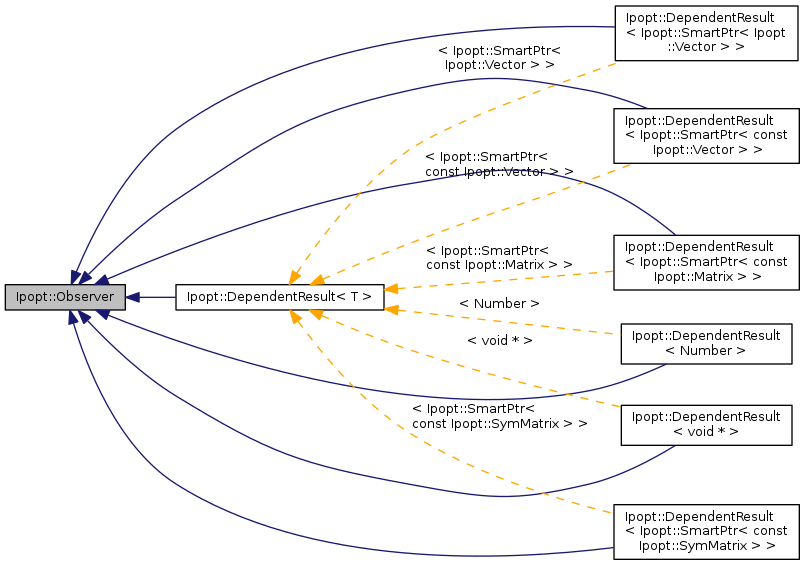 Ipopt::DependentResult
< Ipopt::SmartPtr< Ipopt
::Vector > >
< Ipopt::SmartPtr<
Ipopt::Vector > >
Ipopt::DependentResult
< Ipopt::SmartPtr< const
Ipopt::Vector > >
< Ipopt::SmartPtr<
const Ipopt::Vector > >
Ipopt::DependentResult
< Ipopt::SmartPtr< const
Ipopt::Matrix > >
< Ipopt::SmartPtr<
const Ipopt::Matrix > >
Ipopt::Observer
Ipopt::DependentResult< T >
< Number >
Ipopt::DependentResult
< Number >
< void * >
Ipopt::DependentResult
< void * >
< Ipopt::SmartPtr<
const Ipopt::SymMatrix > >
Ipopt::DependentResult
< Ipopt::SmartPtr< const
Ipopt::SymMatrix > >